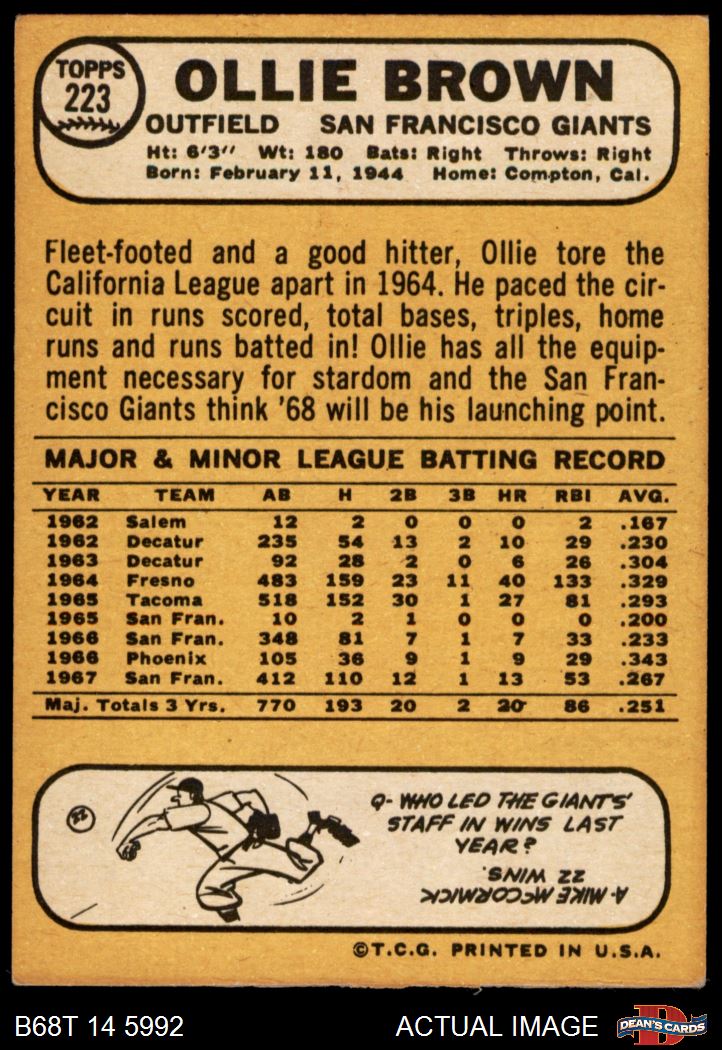 TOPPS
223
OLLIE BROWN
OUTFIELD SAN FRANCISCO GIANTS
Ht: 6'3" Wt: 180 Bats: Right Throws: Right
Born: February 11, 1944 Home: Compton, Cal.
Fleet-footed and a good hitter, Ollie tore the
California League apart in 1964. He paced the cir-
cuit in runs scored, total bases, triples, home
runs and runs batted in! Ollie has all the equip-
ment necessary for stardom and the San Fran-
cisco Giants think '68 will be his launching point.
MAJOR & MINOR LEAGUE BATTING RECORD
YEAR TEAM AB H 2B 3B HR RBI AVG.
1962 Salem 12 2 0 0 0 2 .167
1962 Decatur 235 54 13 2 10 29 .230
1963 Decatur 92 28 2 0 6 26 .304
1964 Fresno 483 159 23 11 40 133 .329
1965 Tacoma 518 152 30 1 27 81 .293
1965 San Fran. 10 2 1 0 0 0 .200
1966 San Fran. 348 81 7 1 7 33 .233
1966 Phoenix 105 36 9 1 9 29 .343
1967 San Fran. 412 110 12 1 13 53 .267
Maj. Totals 3 Yrs. 770 193 20 2 20 86 .251
22
Q- WHO LED THE GIANTS'
STAFF IN WINS LAST
YEAR?
A- MIKE McCORMICK
22 WINS.
©T.C.G. PRINTED IN U.S.A.
B68T 14 5992
ACTUAL IMAGE
D
DEAN'S CARDS